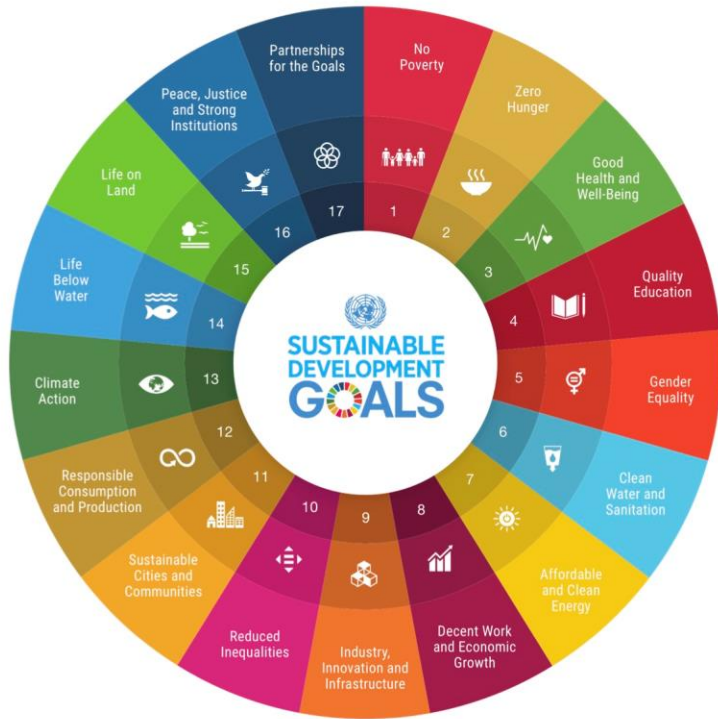 No
Poverty
1
Zero
Hunger
2
Good
Health and
Well-Being
3
Quality
Education
4
Gender
Equality
5
Clean
Water and
Sanitation
6
Affordable
and Clean
Energy
7
Decent Work
and Economic
Growth
8
Industry,
Innovation and
Infrastructure
9
Reduced
Inequalities
10
Sustainable
Cities and
Communities
11
Responsible
Consumption
and Production
12
Climate
Action
13
Life
Below
Water
14
Life on
Land
15
Peace, Justice
and Strong
Institutions
16
Partnerships
for the Goals
17
SUSTAINABLE
DEVELOPMENT
GOALS